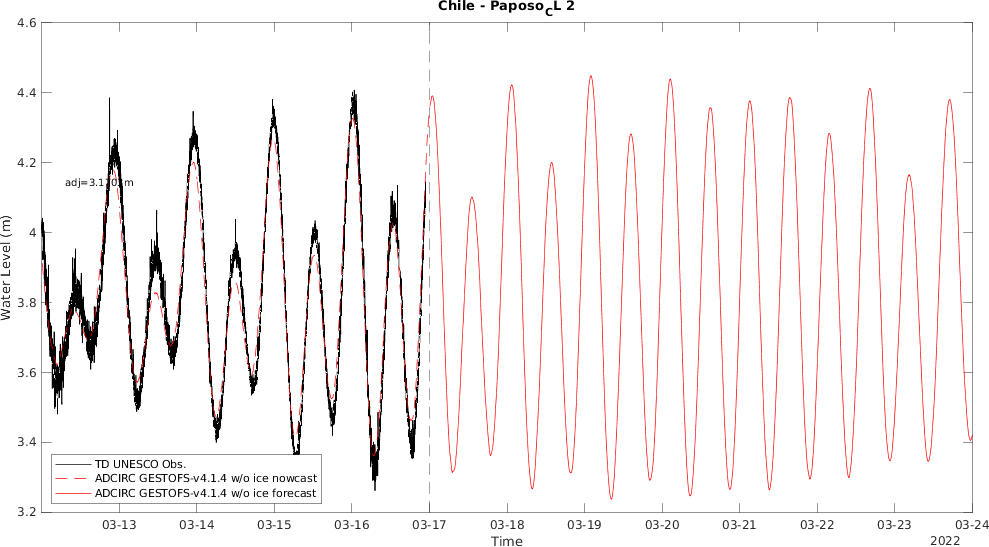 Chile - Paposo_CL 2
4.6
4.4
4.2
4
3.8
3.6
3.4
3.2
Water Level (m)
TD UNESCO Obs.
ADCIRC GESTOFS-v4.1.4 w/o ice nowcast
ADCIRC GESTOFS-v4.1.4 w/o ice forecast
03-13 03-14 03-15 03-16 03-17 03-18 03-19 03-20 03-21 03-22 03-23 03-24
Time
2022